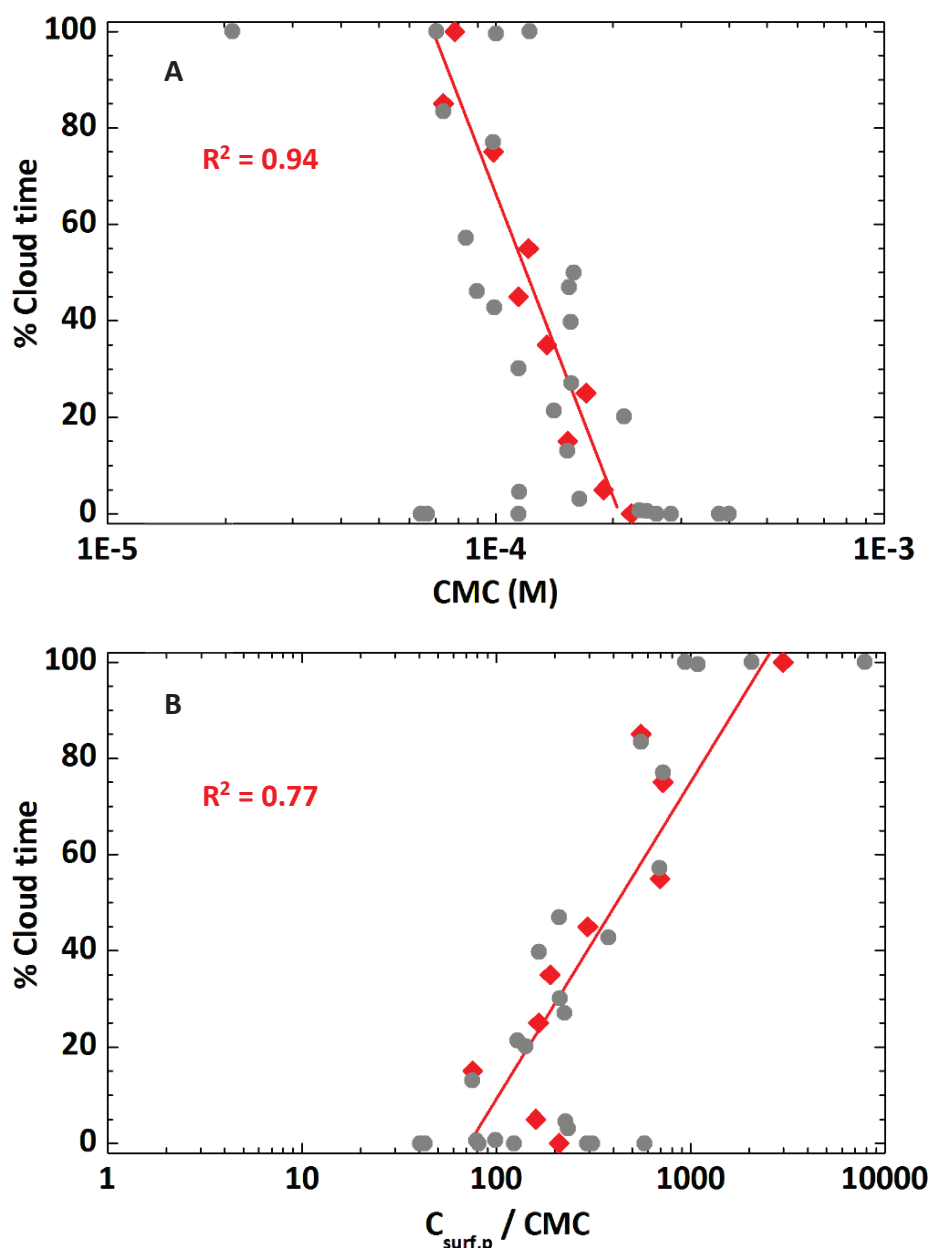 100
80
60
40
20
0
% Cloud time
A
R² = 0.94
1E-5
1E-4
1E-3
CMC (M)
100
80
60
40
20
0
% Cloud time
B
R² = 0.77
1
10
100
1000
10000
C_surf,p / CMC